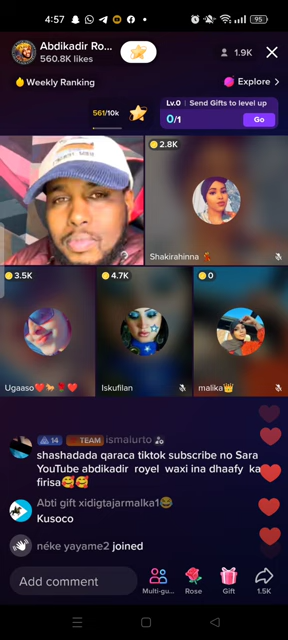 4:57
95
Abdikadir Ro...
560.8K likes
1.9K
Weekly Ranking
Explore >
561/10k
Lv.0 | Send Gifts to level up
0/1
Go
2.8K
Shakirahinna
3.5K
4.7K
0
Ugaaso❤️🐎🌹❤️
Iskufilan
malika👑
14 TEAM ismalurto
shashadada qaraca tiktok subscribe no Sara
YouTube abdikadir royel waxi ina dhaafy ka
firisa🥰🥰
Abti gift xidigtajarmalka1😂
Kusoco
néke yayame2 joined
Add comment
Multi-gu...
Rose
Gift
1.5K